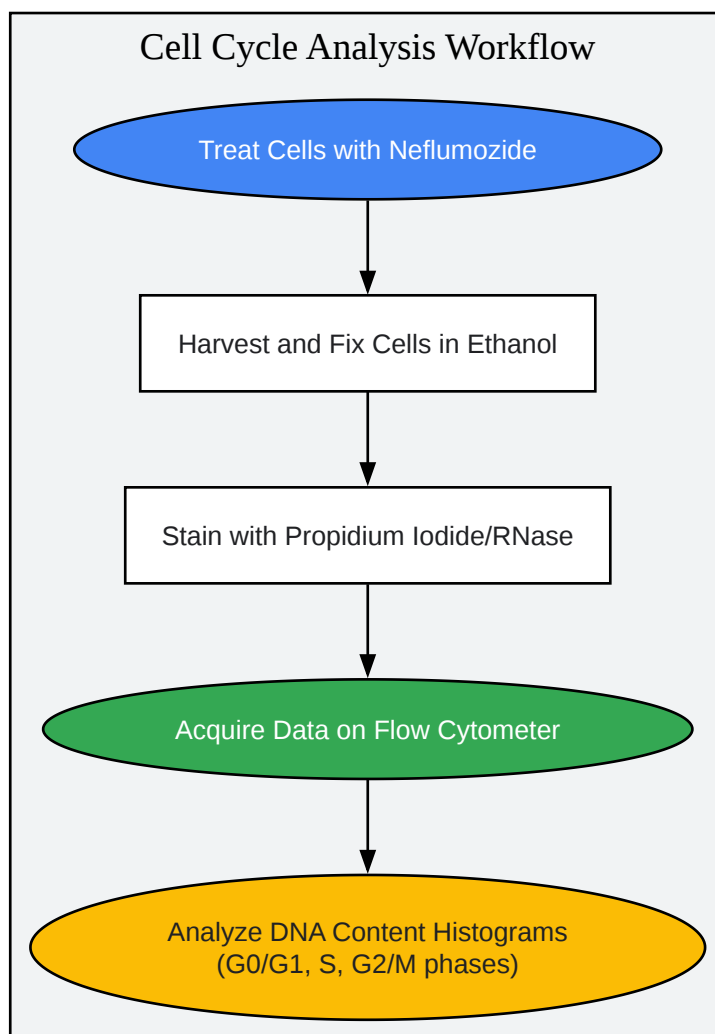 Cell Cycle Analysis Workflow
Treat Cells with Neflumozide
Harvest and Fix Cells in Ethanol
Stain with Propidium Iodide/RNase
Acquire Data on Flow Cytometer
Analyze DNA Content Histograms
(G0/G1, S, G2/M phases)